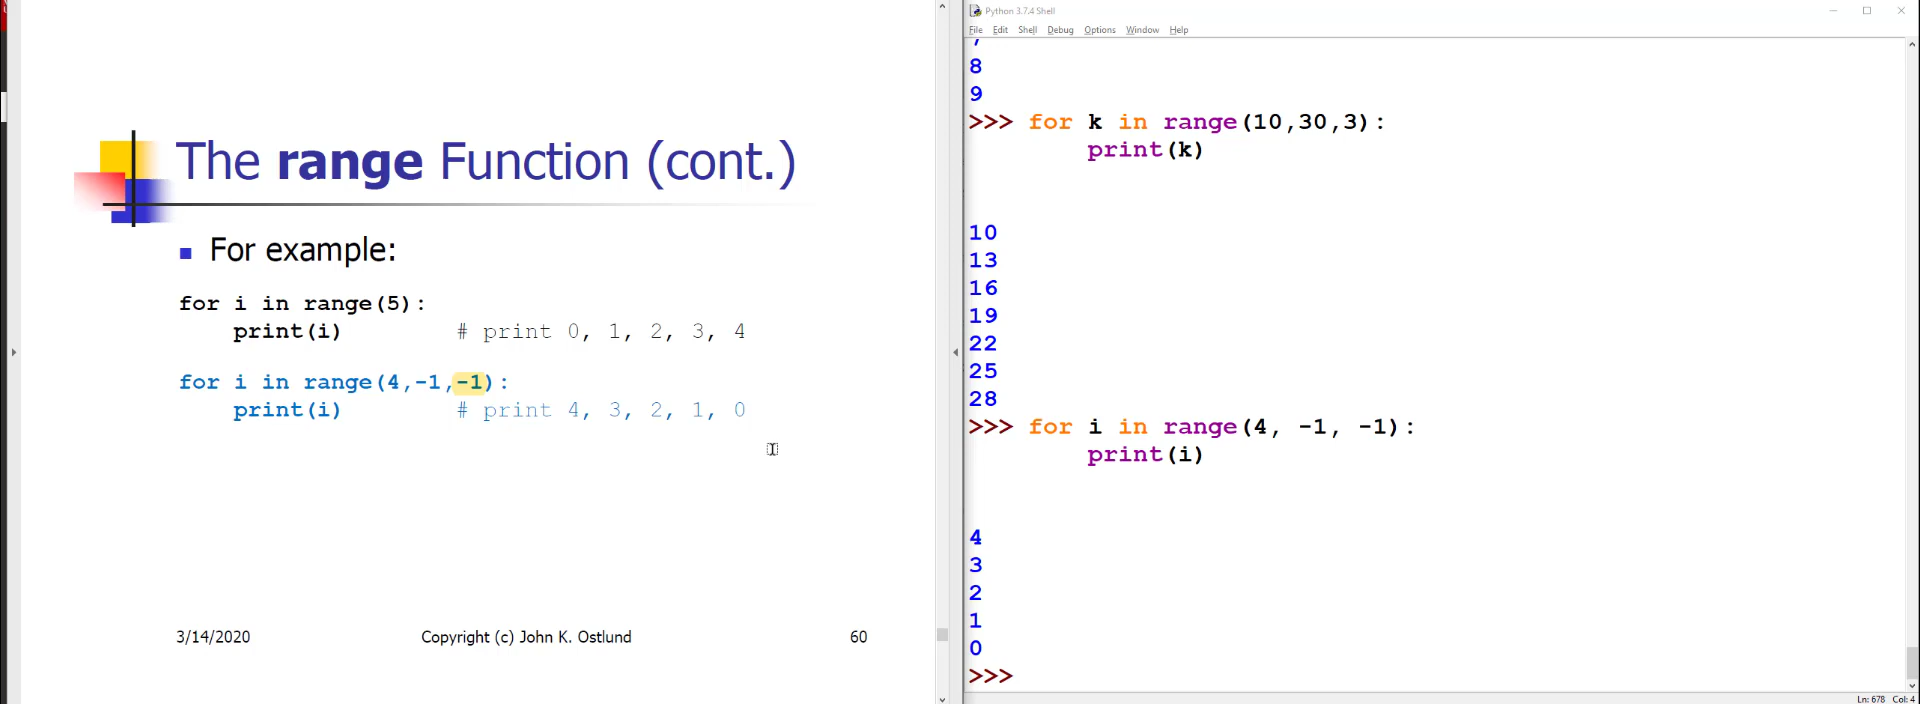 The range Function (cont.)
For example:
for i in range(5):
    print(i)        # print 0, 1, 2, 3, 4
for i in range(4,-1,-1):
    print(i)        # print 4, 3, 2, 1, 0
3/14/2020 Copyright (c) John K. Ostlund 60
Python 3.7.4 Shell
File Edit Shell Debug Options Window Help
7
8
9
>>> for k in range(10,30,3):
        print(k)
10
13
16
19
22
25
28
>>> for i in range(4, -1, -1):
        print(i)
4
3
2
1
0
>>>
Ln: 678 Col: 4